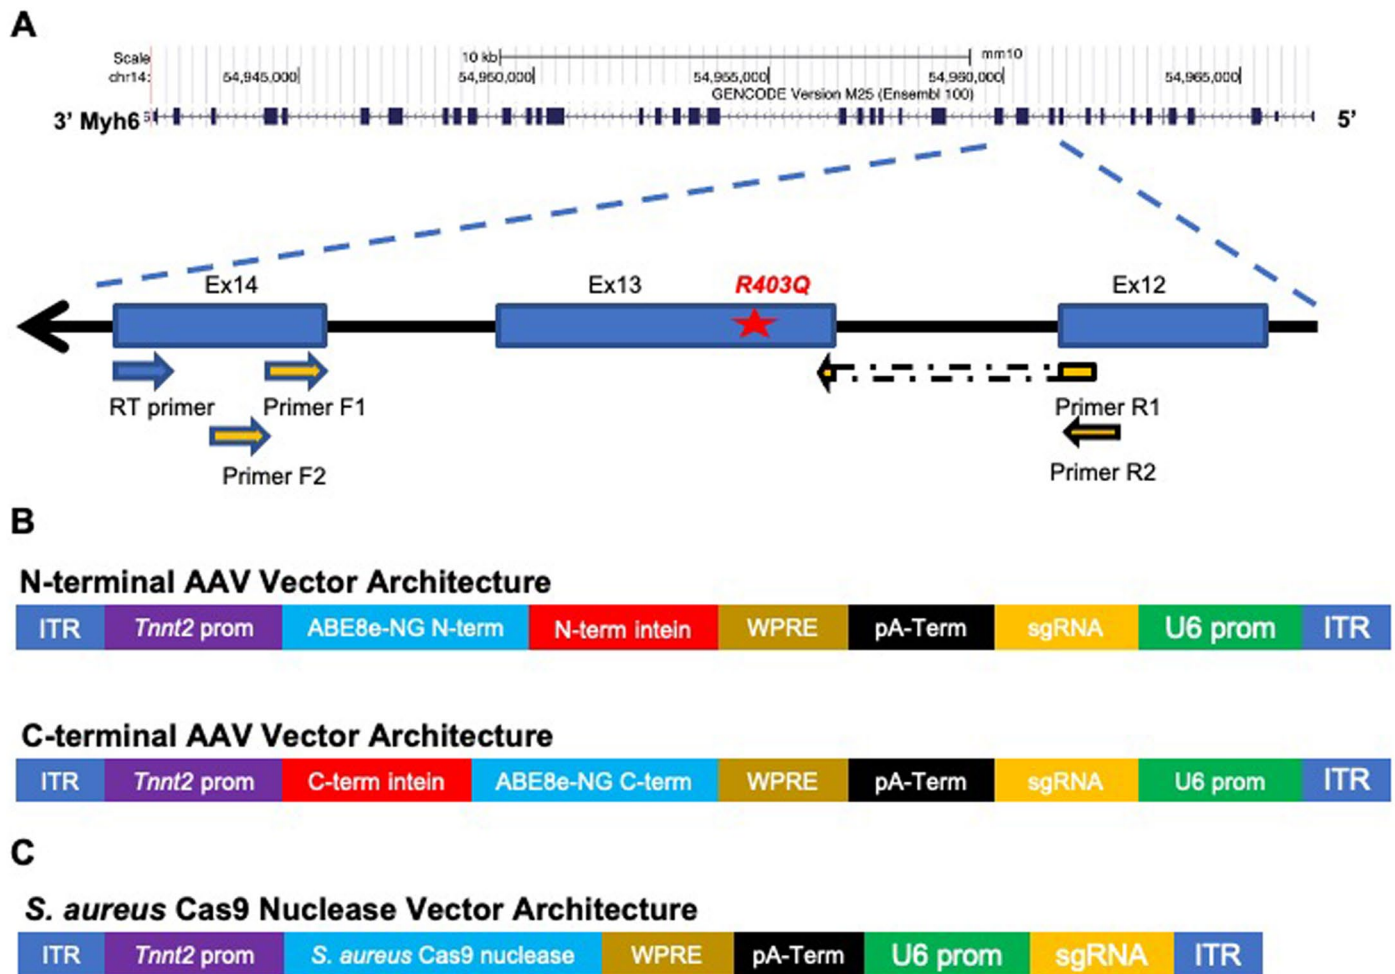 A
Scale 10 kb mm10
chr14: 54,945,000 54,950,000 54,955,000 54,960,000 54,965,000
GENCODE Version M25 (Ensembl 100)
3' Myh6 5'
Ex14 Ex13 R403Q Ex12
RT primer Primer F1 Primer R1
Primer F2 Primer R2
B
N-terminal AAV Vector Architecture
ITR Tnnt2 prom ABE8e-NG N-term N-term intein WPRE pA-Term sgRNA U6 prom ITR
C-terminal AAV Vector Architecture
ITR Tnnt2 prom C-term intein ABE8e-NG C-term WPRE pA-Term sgRNA U6 prom ITR
C
S. aureus Cas9 Nuclease Vector Architecture
ITR Tnnt2 prom S. aureus Cas9 nuclease WPRE pA-Term U6 prom sgRNA ITR